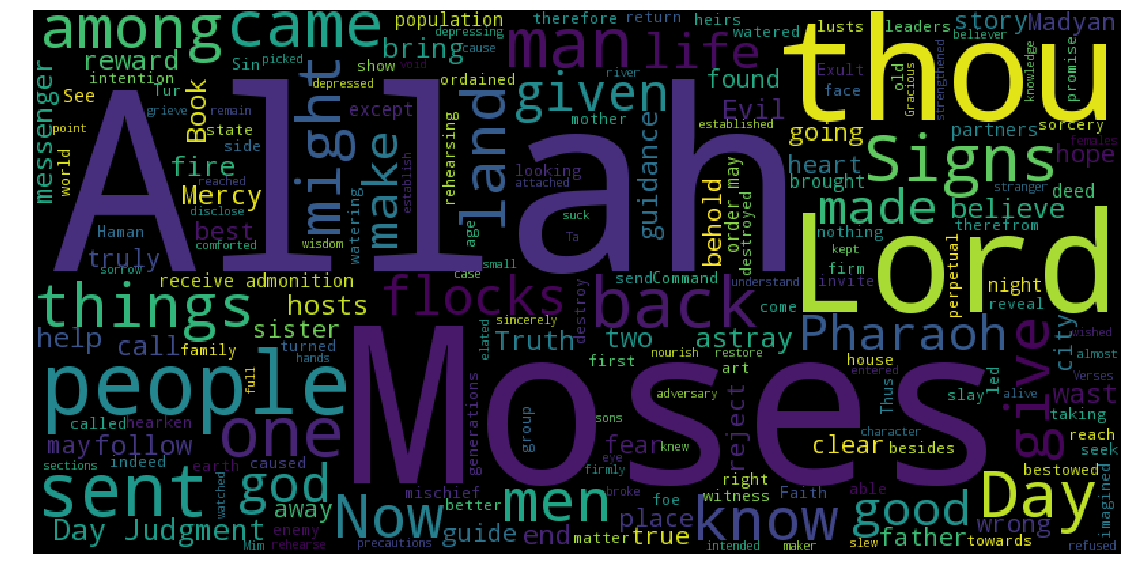 among
came
population
therefore
return
heirs
watered
lusts
leaders
story
Madyan
believer
reward
bring
depressing
cause
man
life
thou
intention
Sin
picked
show
void
ordained
found
Exult
old
Gracious
strengthened
knowledge
promise
messenger
See
Tur
Book
might
depressed
except
land
given
mother
Evil
established
face
going
partners
sorcery
females
grieve
remain
point
state
side
make
rehearsing
looking
attached
guidance
behold
order may
destroyed
heart
Signs
hope
world
fire
reached
Mercy
disclose
Allah
watering
establish
age
suck
brought
stranger
deed
made
believe
Haman
comforted
best
wisdom
Ta
nothing
therefrom
truly
sorrow
case
small
sendCommand
understand
kept
firm
invite
Lord
perpetual
night
reveal
receive admonition
things
hosts
flocks
back
come
help
call
sister
family
turned
hands
elated
sincerely
Truth
destroy
two
astray
Pharaoh
give
city
wished
almost
people
full
first
nourish
restore
art
house
entered
Verses
Moses
adversary
reject
Thus
slay
led
alive
wast
taking
called
hearken
one
generations
group
sons
fear
knew
clear
character
besides
reach
seek
may
follow
sections
indeed
watched
earth
caused
mischief
eye
firmly
broke
right
witness
Faith
able
bestowed
imagined
sent
god
away
Now
better
men
foe
place
know
good
Day
wrong
Day Judgment
enemy
Mim
rehearse
precautions
guide
end
matter
true
intended
maker
slew
father
towards
refused